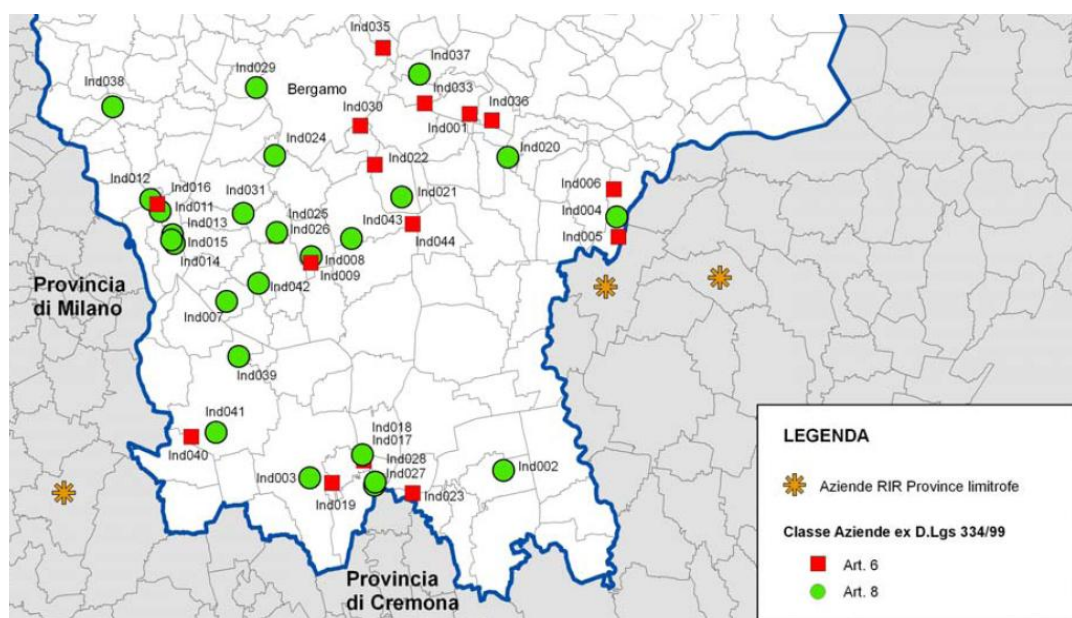 Ind035
Ind037
Ind029
Ind038
Bergamo
Ind033
Ind030
Ind036
Ind001
Ind024
Ind020
Ind022
Ind012
Ind016
Ind006
Ind031
Ind021
Ind011
Ind025
Ind004
Ind013
Ind043
Ind026
Ind044
Ind005
Ind015
Ind008
Ind014
Ind009
Provincia
di Milano
Ind042
Ind007
Ind039
Ind041
Ind018
Ind017
Ind040
Ind028
Ind003
Ind027
Ind002
Ind019
Ind023
Provincia
di Cremona
LEGENDA
Aziende RIR Province limitrofe
Classe Aziende ex D.Lgs 334/99
Art. 6
Art. 8